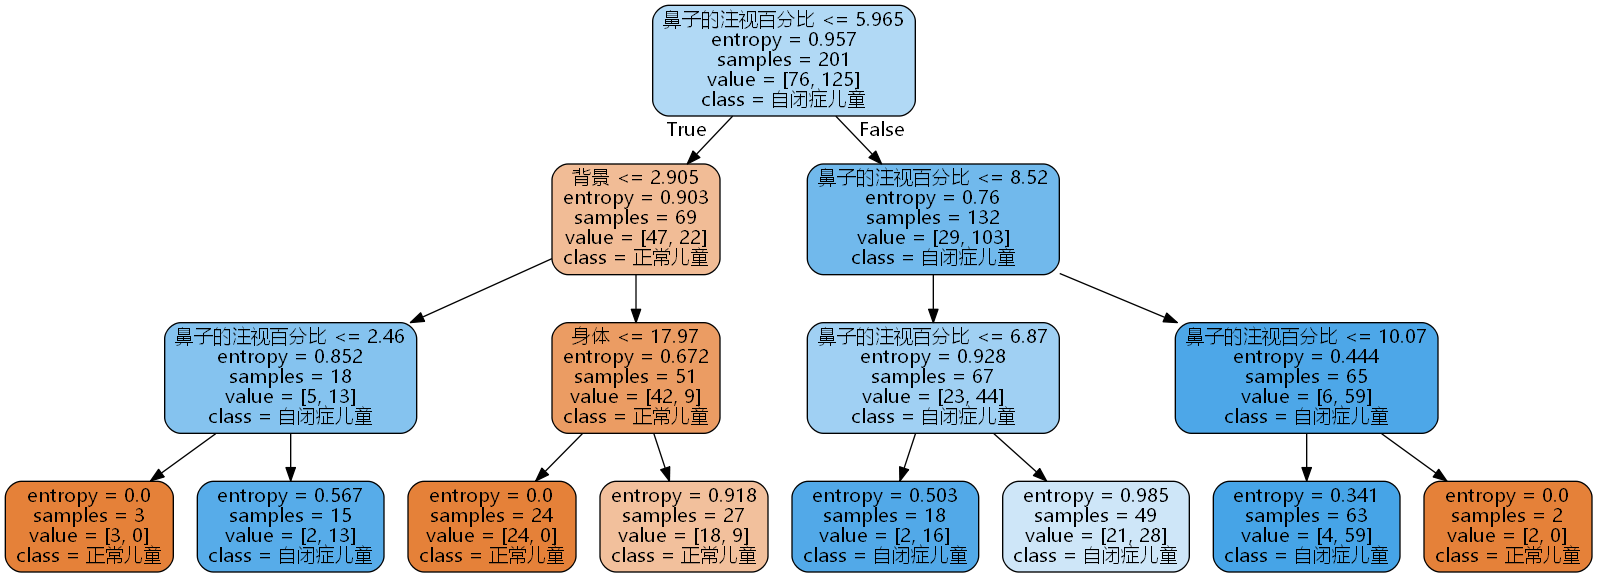 鼻子的注视百分比 <= 5.965
entropy = 0.957
samples = 201
value = [76, 125]
class = 自闭症儿童
True
False
背景 <= 2.905
entropy = 0.903
samples = 69
value = [47, 22]
class = 正常儿童
鼻子的注视百分比 <= 8.52
entropy = 0.76
samples = 132
value = [29, 103]
class = 自闭症儿童
鼻子的注视百分比 <= 2.46
entropy = 0.852
samples = 18
value = [5, 13]
class = 自闭症儿童
身体 <= 17.97
entropy = 0.672
samples = 51
value = [42, 9]
class = 正常儿童
鼻子的注视百分比 <= 6.87
entropy = 0.928
samples = 67
value = [23, 44]
class = 自闭症儿童
鼻子的注视百分比 <= 10.07
entropy = 0.444
samples = 65
value = [6, 59]
class = 自闭症儿童
entropy = 0.0
samples = 3
value = [3, 0]
class = 正常儿童
entropy = 0.567
samples = 15
value = [2, 13]
class = 自闭症儿童
entropy = 0.0
samples = 24
value = [24, 0]
class = 正常儿童
entropy = 0.918
samples = 27
value = [18, 9]
class = 正常儿童
entropy = 0.503
samples = 18
value = [2, 16]
class = 自闭症儿童
entropy = 0.985
samples = 49
value = [21, 28]
class = 自闭症儿童
entropy = 0.341
samples = 63
value = [4, 59]
class = 自闭症儿童
entropy = 0.0
samples = 2
value = [2, 0]
class = 正常儿童